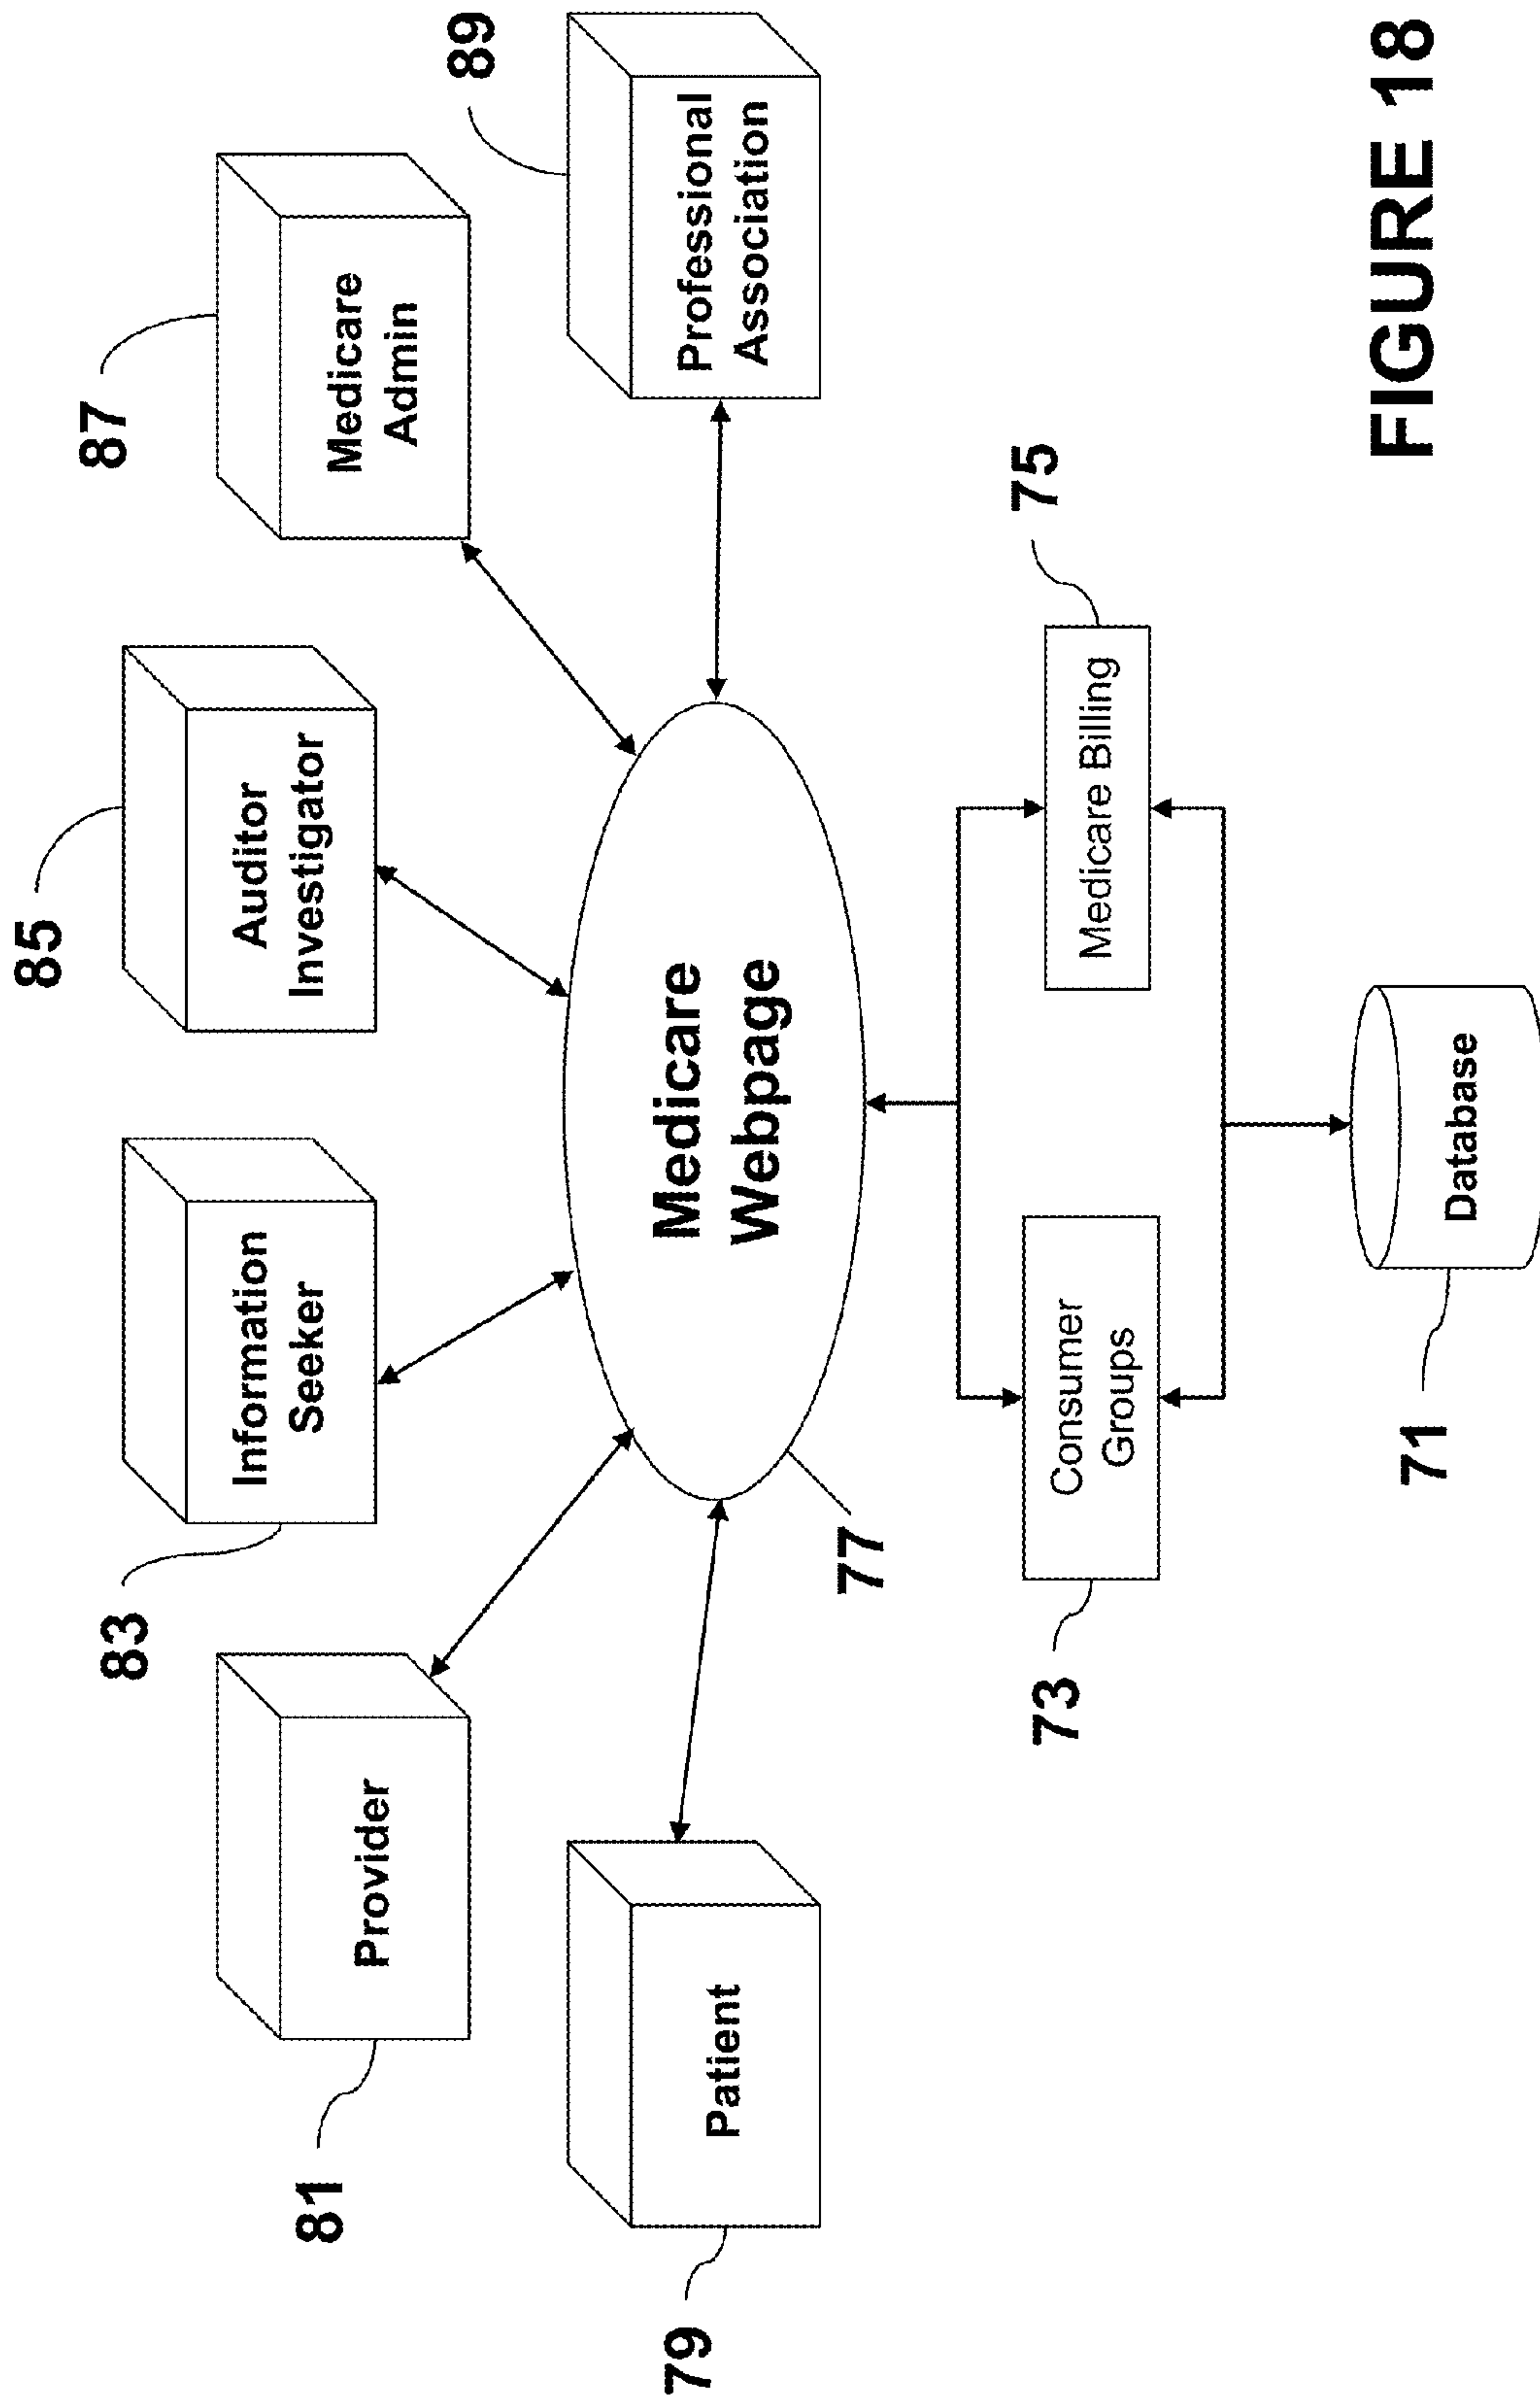 85
87
83
89
81
Auditor
Investigator
Information
Seeker
Medicare
Admin
Provider
Professional
Association
Patient
79
Medicare
Webpage
77
75
73
Consumer
Groups
Medicare Billing
71
Database
FIGURE 18